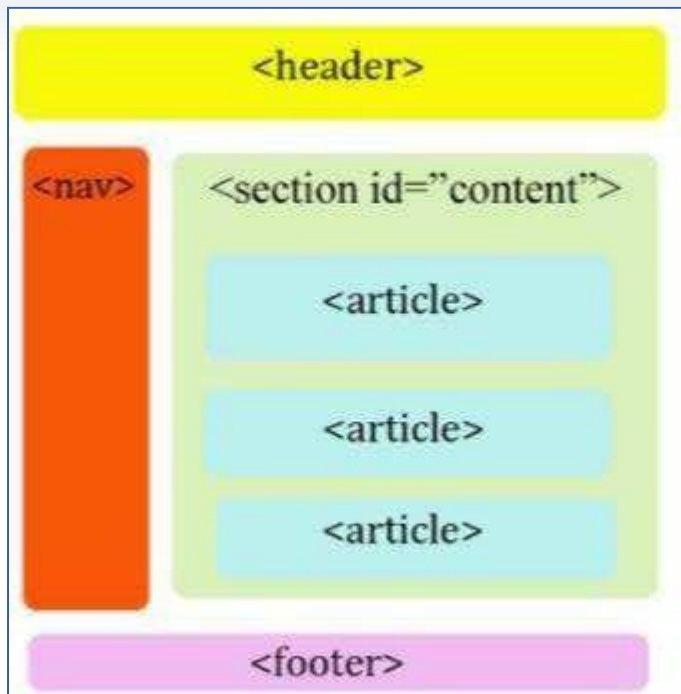 <header>
<nav>
<section id=”content”>
<article>
<article>
<article>
<footer>